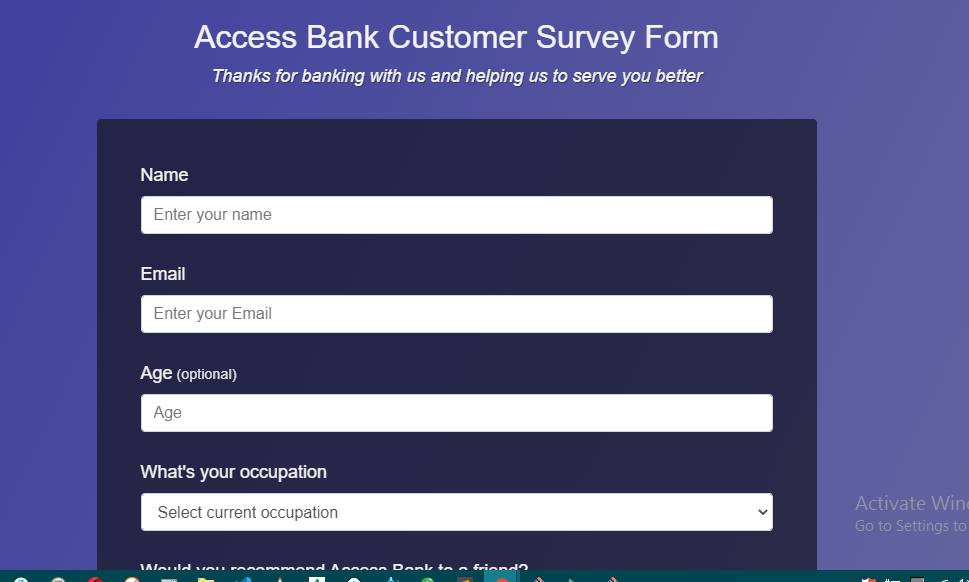 Access Bank Customer Survey Form
Thanks for banking with us and helping us to serve you better
Name
Enter your name
Email
Enter your Email
Age (optional)
Age
What's your occupation
Select current occupation
Activate Win
Go to Settings to
Would you recommend Access Bank to a friend?